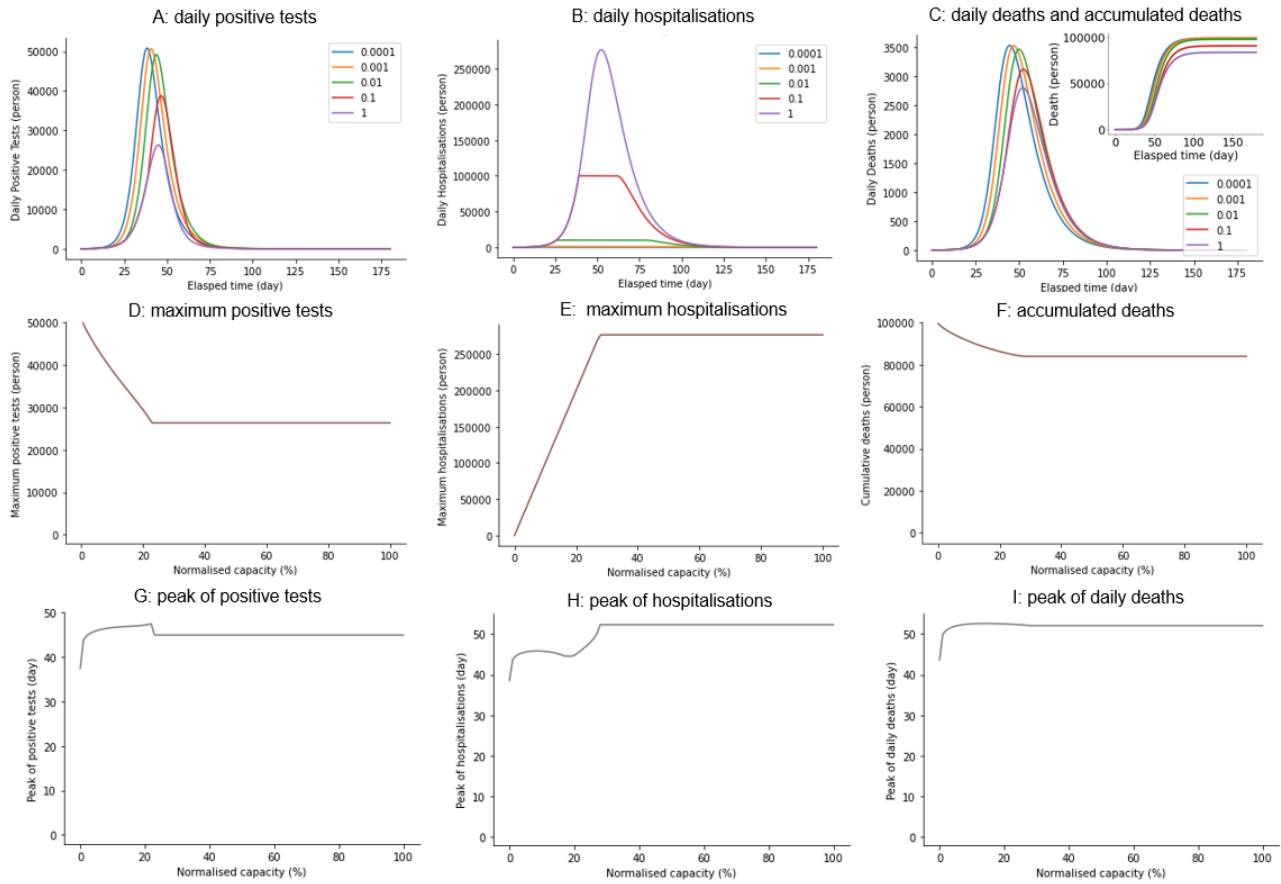 A: daily positive tests
Daily Positive Tests (person)
50000
40000
30000
20000
10000
0
0 25 50 75 100 125 150 175
Elasped time (day)
0.0001
0.001
0.01
0.1
1
B: daily hospitalisations
Daily Hospitalisations (person)
250000
200000
150000
100000
50000
0
0 25 50 75 100 125 150 175
Elasped time (day)
0.0001
0.001
0.01
0.1
1
C: daily deaths and accumulated deaths
Daily Deaths (person)
3500
3000
2500
2000
1500
1000
500
0
0 25 50 75 100 125 150 175
Elasped time (day)
Death (person)
100000
50000
0
0 50 100 150
Elasped time (day)
0.0001
0.001
0.01
0.1
1
D: maximum positive tests
Maximum positive tests (person)
50000
40000
30000
20000
10000
0
0 20 40 60 80 100
Normalised capacity (%)
E: maximum hospitalisations
Maximum hospitalisations (person)
250000
200000
150000
100000
50000
0
0 20 40 60 80 100
Normalised capacity (%)
F: accumulated deaths
Cumulative deaths (person)
100000
80000
60000
40000
20000
0
0 20 40 60 80 100
Normalised capacity (%)
G: peak of positive tests
Peak of positive tests (day)
50
40
30
20
10
0
0 20 40 60 80 100
Normalised capacity (%)
H: peak of hospitalisations
Peak of hospitalisations (day)
50
40
30
20
10
0
0 20 40 60 80 100
Normalised capacity (%)
I: peak of daily deaths
Peak of daily deaths (day)
50
40
30
20
10
0
0 20 40 60 80 100
Normalised capacity (%)